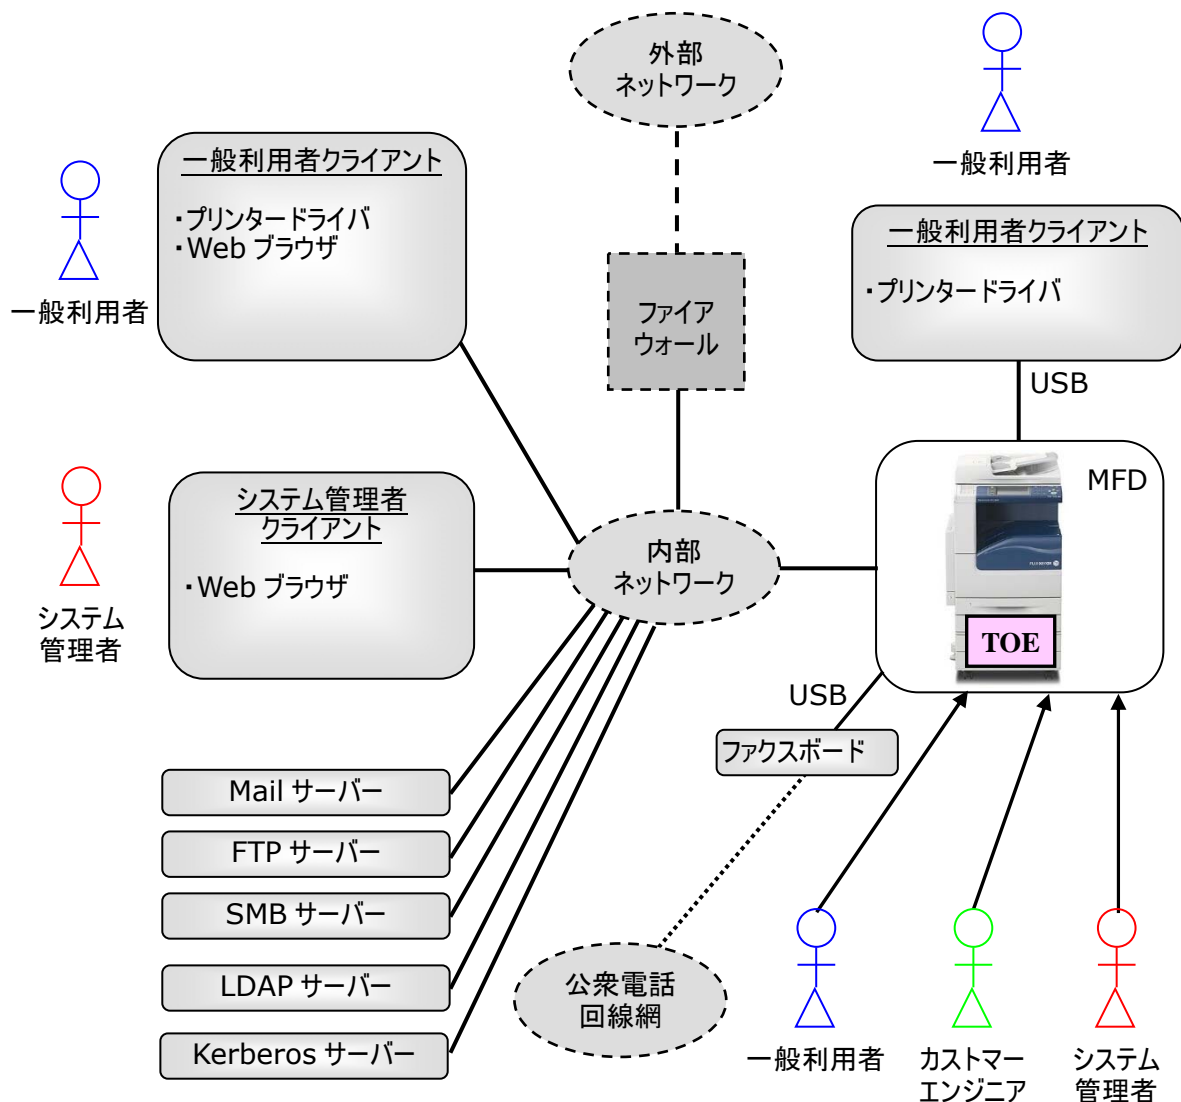 外部
ネットワーク
一般利用者
一般利用者クライアント
・プリンタードライバ
・Web ブラウザ
一般利用者
一般利用者クライアント
・プリンタードライバ
ファイア
ウォール
USB
MFD
システム管理者
クライアント
・Web ブラウザ
システム
管理者
内部
ネットワーク
TOE
USB
ファクスボード
Mail サーバー
FTP サーバー
SMB サーバー
LDAP サーバー
Kerberos サーバー
公衆電話
回線網
一般利用者
カストマー
エンジニア
システム
管理者